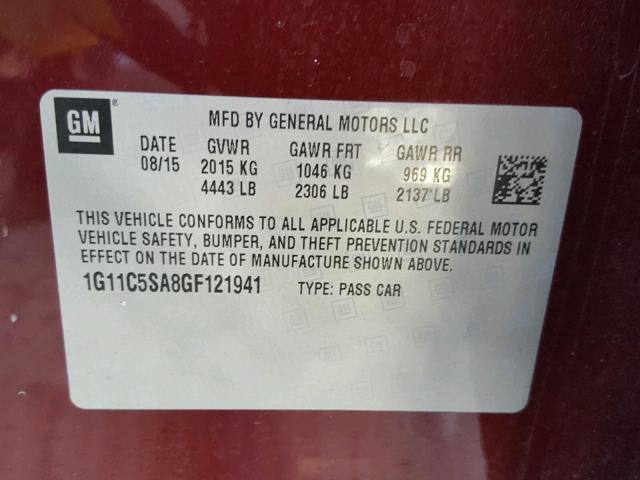 GM ®
MFD BY GENERAL MOTORS LLC
DATE GVWR GAWR FRT GAWR RR
08/15 2015 KG 1046 KG 969 KG
4443 LB 2306 LB 2137 LB
THIS VEHICLE CONFORMS TO ALL APPLICABLE U.S. FEDERAL MOTOR
VEHICLE SAFETY, BUMPER, AND THEFT PREVENTION STANDARDS IN
EFFECT ON THE DATE OF MANUFACTURE SHOWN ABOVE.
1G11C5SA8GF121941 TYPE: PASS CAR